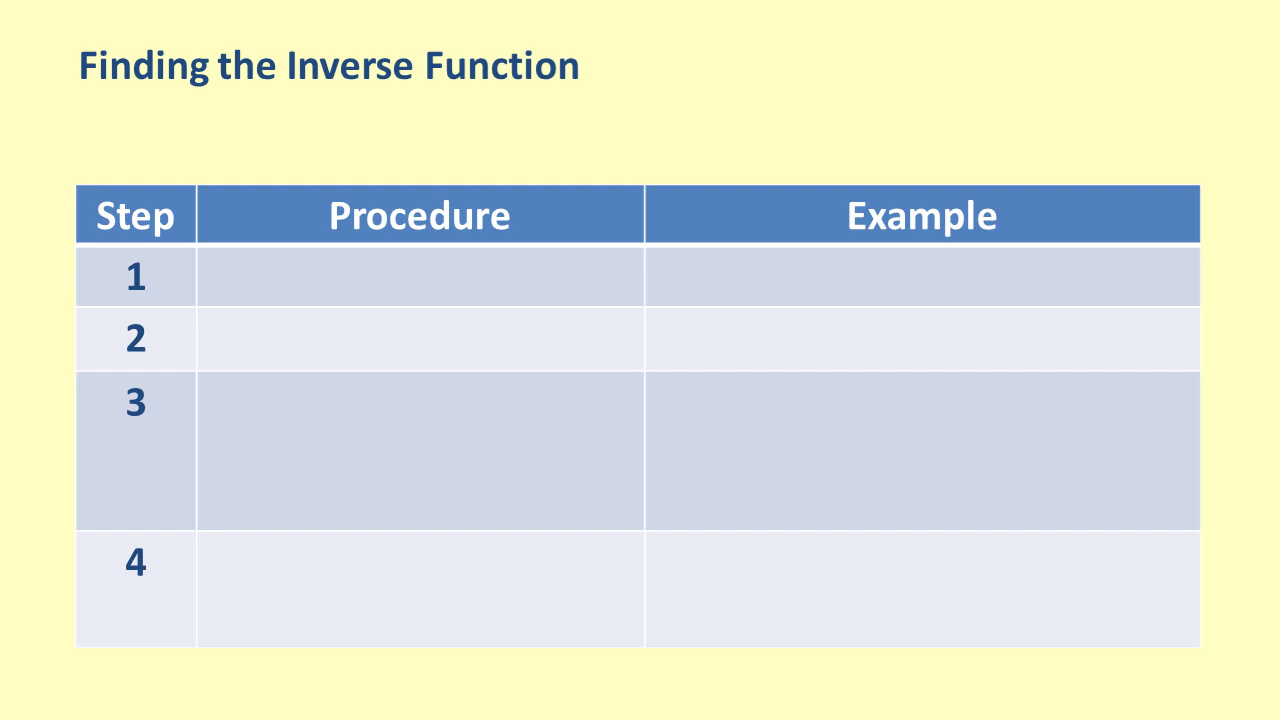 Finding the Inverse Function
Step Procedure Example
1
2
3
4